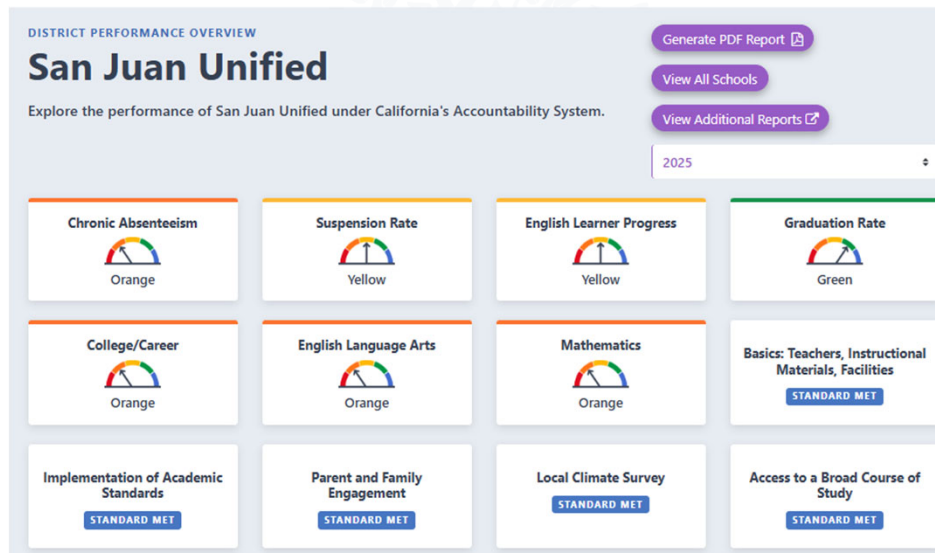 DISTRICT PERFORMANCE OVERVIEW
San Juan Unified
Explore the performance of San Juan Unified under California's Accountability System.
Generate PDF Report
View All Schools
View Additional Reports
2025
Chronic Absenteeism
Orange
Suspension Rate
Yellow
English Learner Progress
Yellow
Graduation Rate
Green
College/Career
Orange
English Language Arts
Orange
Mathematics
Orange
Basics: Teachers, Instructional
Materials, Facilities
STANDARD MET
Implementation of Academic
Standards
STANDARD MET
Parent and Family
Engagement
STANDARD MET
Local Climate Survey
STANDARD MET
Access to a Broad Course of
Study
STANDARD MET